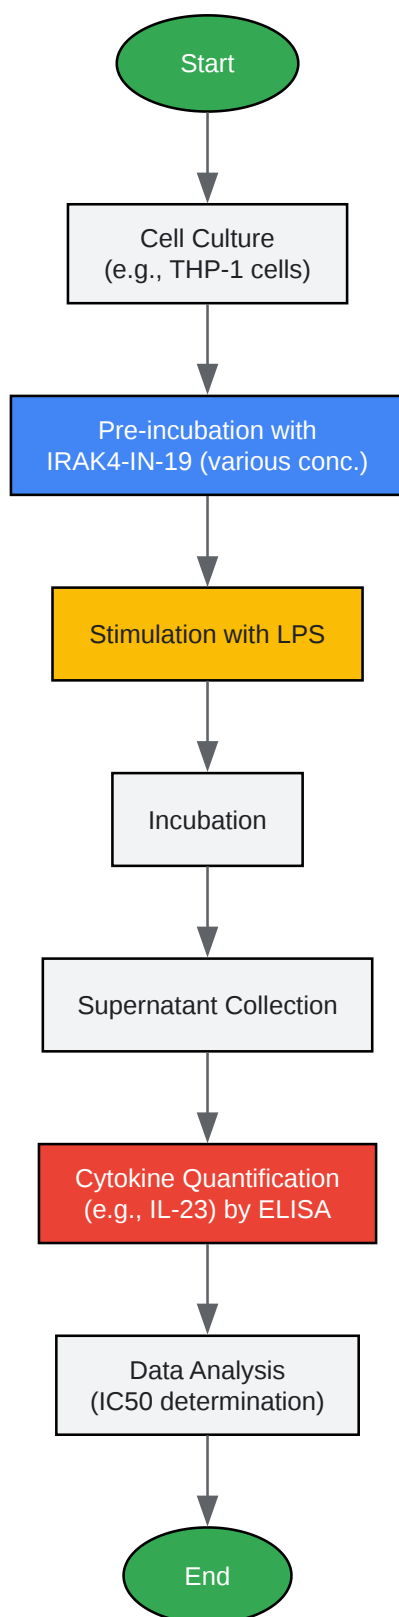 Start
Cell Culture
(e.g., THP-1 cells)
Pre-incubation with
IRAK4-IN-19 (various conc.)
Stimulation with LPS
Incubation
Supernatant Collection
Cytokine Quantification
(e.g., IL-23) by ELISA
Data Analysis
(IC50 determination)
End